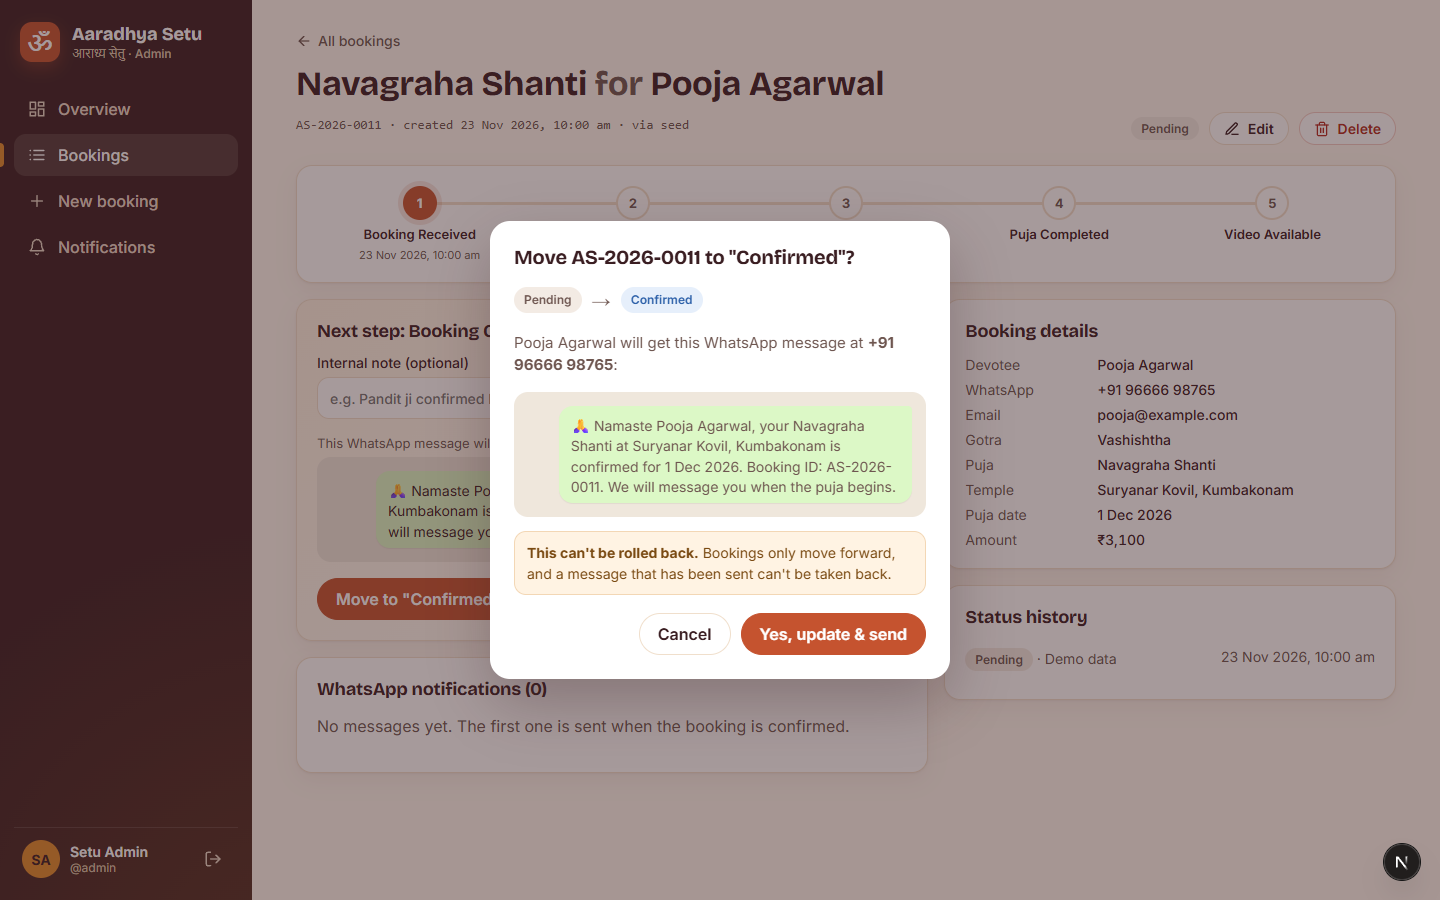 ॐ
Aaradhya Setu
आराध्य सेतु · Admin
Overview
Bookings
New booking
Notifications
SA
Setu Admin
@admin
← All bookings
Navagraha Shanti for Pooja Agarwal
AS-2026-0011 · created 23 Nov 2026, 10:00 am · via seed
Pending
Edit
Delete
1
2
3
4
5
Booking Received
Puja Completed
Video Available
23 Nov 2026, 10:00 am
Next step: Booking
Internal note (optional)
e.g. Pandit ji confirmed
This WhatsApp message
🙏 Namaste
Kumbakonam is
will message
Move to "Confirmed
WhatsApp notifications (0)
No messages yet. The first one is sent when the booking is confirmed.
Move AS-2026-0011 to "Confirmed"?
Pending → Confirmed
Pooja Agarwal will get this WhatsApp message at +91
96666 98765:
🙏 Namaste Pooja Agarwal, your Navagraha
Shanti at Suryanar Kovil, Kumbakonam is
confirmed for 1 Dec 2026. Booking ID: AS-2026-
0011. We will message you when the puja begins.
This can't be rolled back. Bookings only move forward,
and a message that has been sent can't be taken back.
Cancel
Yes, update & send
Booking details
Devotee Pooja Agarwal
WhatsApp +91 96666 98765
Email pooja@example.com
Gotra Vashishtha
Puja Navagraha Shanti
Temple Suryanar Kovil, Kumbakonam
Puja date 1 Dec 2026
Amount ₹3,100
Status history
Pending · Demo data 23 Nov 2026, 10:00 am
N